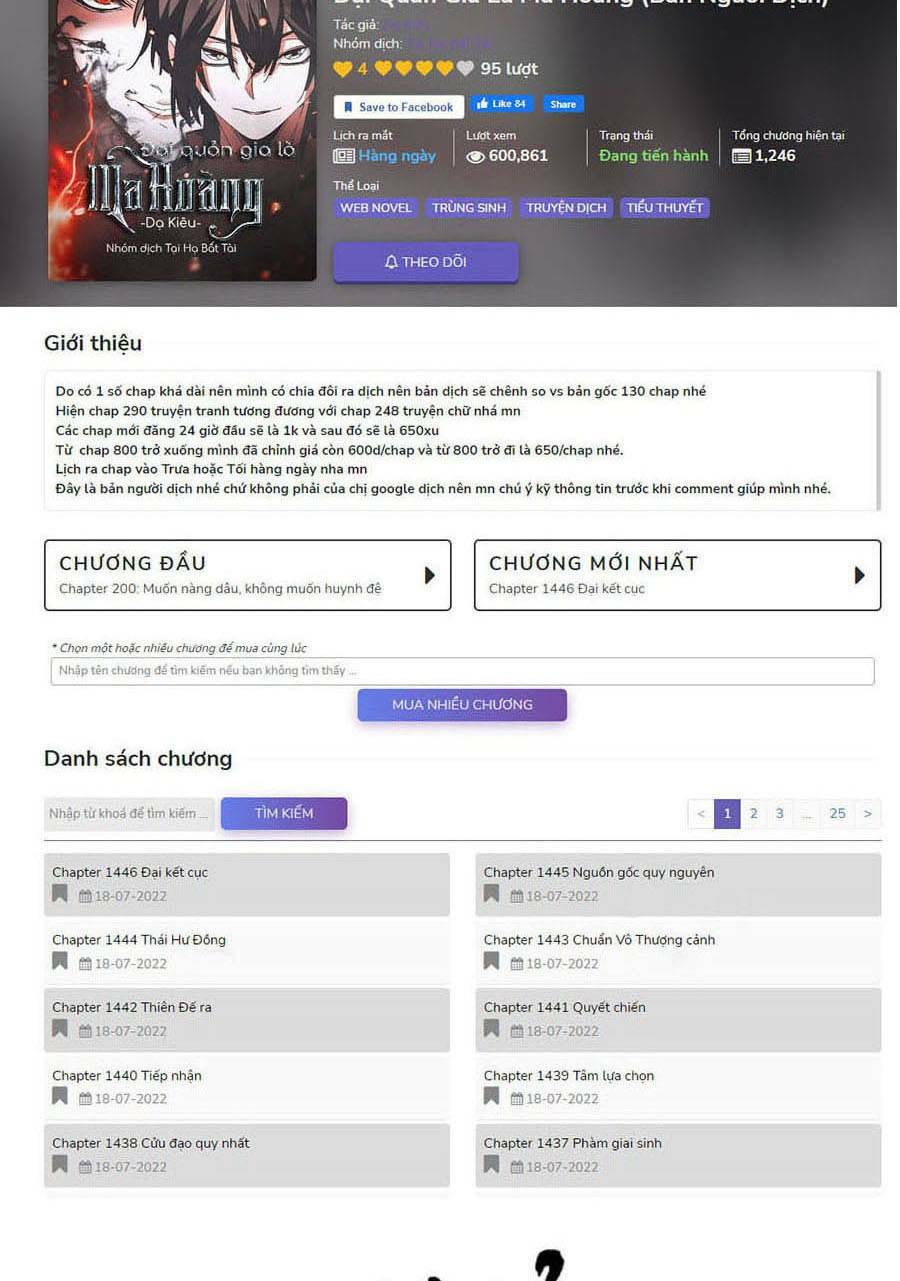 Đại Quản Gia Là Ma Hoàng (Bản Người Dịch)
Tác giả:
Nhóm dịch:
4 95 lượt
Save to Facebook Like 84 Share
Lịch ra mắt Lượt xem Trạng thái Tổng chương hiện tại
Hàng ngày 600,861 Đang tiến hành 1,246
Thể Loại
WEB NOVEL TRÙNG SINH TRUYỆN DỊCH TIỂU THUYẾT
THEO DÕI
Đại quản gia là
Ma Hoàng
-Dạ Kiêu-
Nhóm dịch Tại Hạ Bất Tài
Giới thiệu
Do có 1 số chap khá dài nên mình có chia đôi ra dịch nên bản dịch sẽ chênh so vs bản gốc 130 chap nhé
Hiện chap 290 truyện tranh tương đương với chap 248 truyện chữ nhá mn
Các chap mới đăng 24 giờ đầu sẽ là 1k và sau đó sẽ là 650xu
Từ chap 800 trở xuống mình đã chỉnh giá còn 600d/chap và từ 800 trở đi là 650/chap nhé.
Lịch ra chap vào Trưa hoặc Tối hàng ngày nha mn
Đây là bản người dịch nhé chứ không phải của chị google dịch nên mn chú ý kỹ thông tin trước khi comment giúp mình nhé.
CHƯƠNG ĐẦU
Chapter 200: Muốn nàng dâu, không muốn huynh đệ
CHƯƠNG MỚI NHẤT
Chapter 1446 Đại kết cục
* Chọn một hoặc nhiều chương để mua cùng lúc
Nhập tên chương để tìm kiếm nếu bạn không tìm thấy ...
MUA NHIỀU CHƯƠNG
Danh sách chương
Nhập từ khoá để tìm kiếm ... TÌM KIẾM < 1 2 3 ... 25 >
Chapter 1446 Đại kết cục
18-07-2022
Chapter 1445 Nguồn gốc quy nguyên
18-07-2022
Chapter 1444 Thái Hư Đồng
18-07-2022
Chapter 1443 Chuẩn Vô Thượng cảnh
18-07-2022
Chapter 1442 Thiên Đế ra
18-07-2022
Chapter 1441 Quyết chiến
18-07-2022
Chapter 1440 Tiếp nhận
18-07-2022
Chapter 1439 Tâm lựa chọn
18-07-2022
Chapter 1438 Cửu đạo quy nhất
18-07-2022
Chapter 1437 Phàm giai sinh
18-07-2022